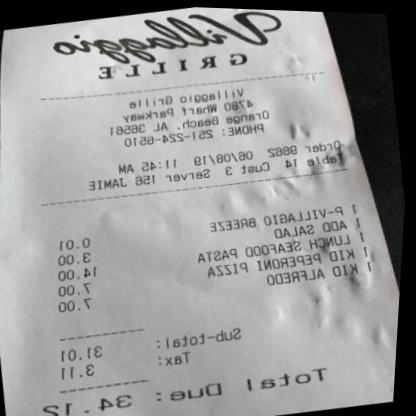 Villaggio
GRILLE
Villaggio Grille
4790 Wharf Parkway
Orange Beach, AL 36561
PHONE: 251-224-6510
Order 9862 06/08/19 11:45 AM
Table 14 Cust 3 Server 156 JAMIE
1 P-VILLAGIO BREEZE 0.01
1 ADD SALAD 3.00
1 LUNCH SEAFOOD PASTA 14.00
1 KID PEPERONI PIZZA 7.00
1 KID ALFREDO 7.00
Sub-total: 31.01
Tax: 3.11
Total Due: 34.12